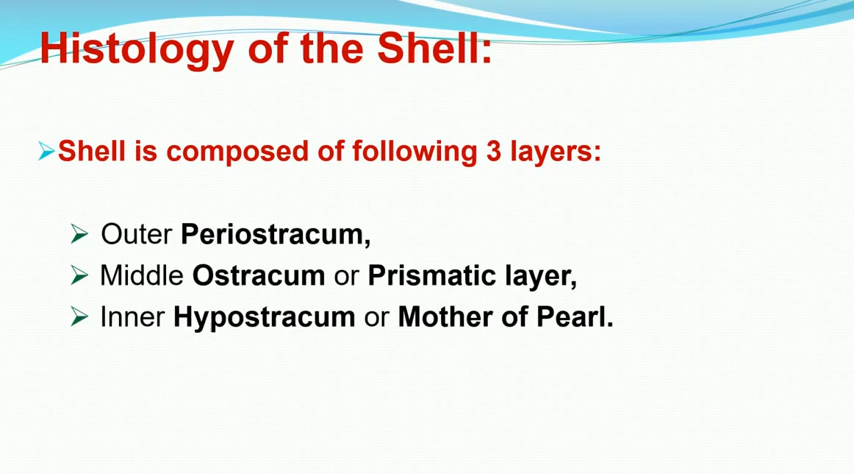 Histology of the Shell:
Shell is composed of following 3 layers:
Outer Periostracum,
Middle Ostracum or Prismatic layer,
Inner Hypostracum or Mother of Pearl.